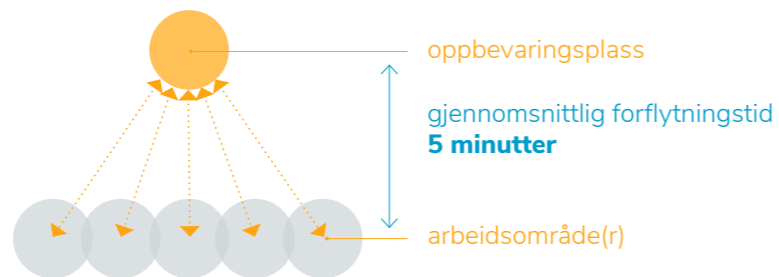 oppbevaringsplass
gjennomsnittlig forflytningstid
5 minutter
arbeidsområde(r)